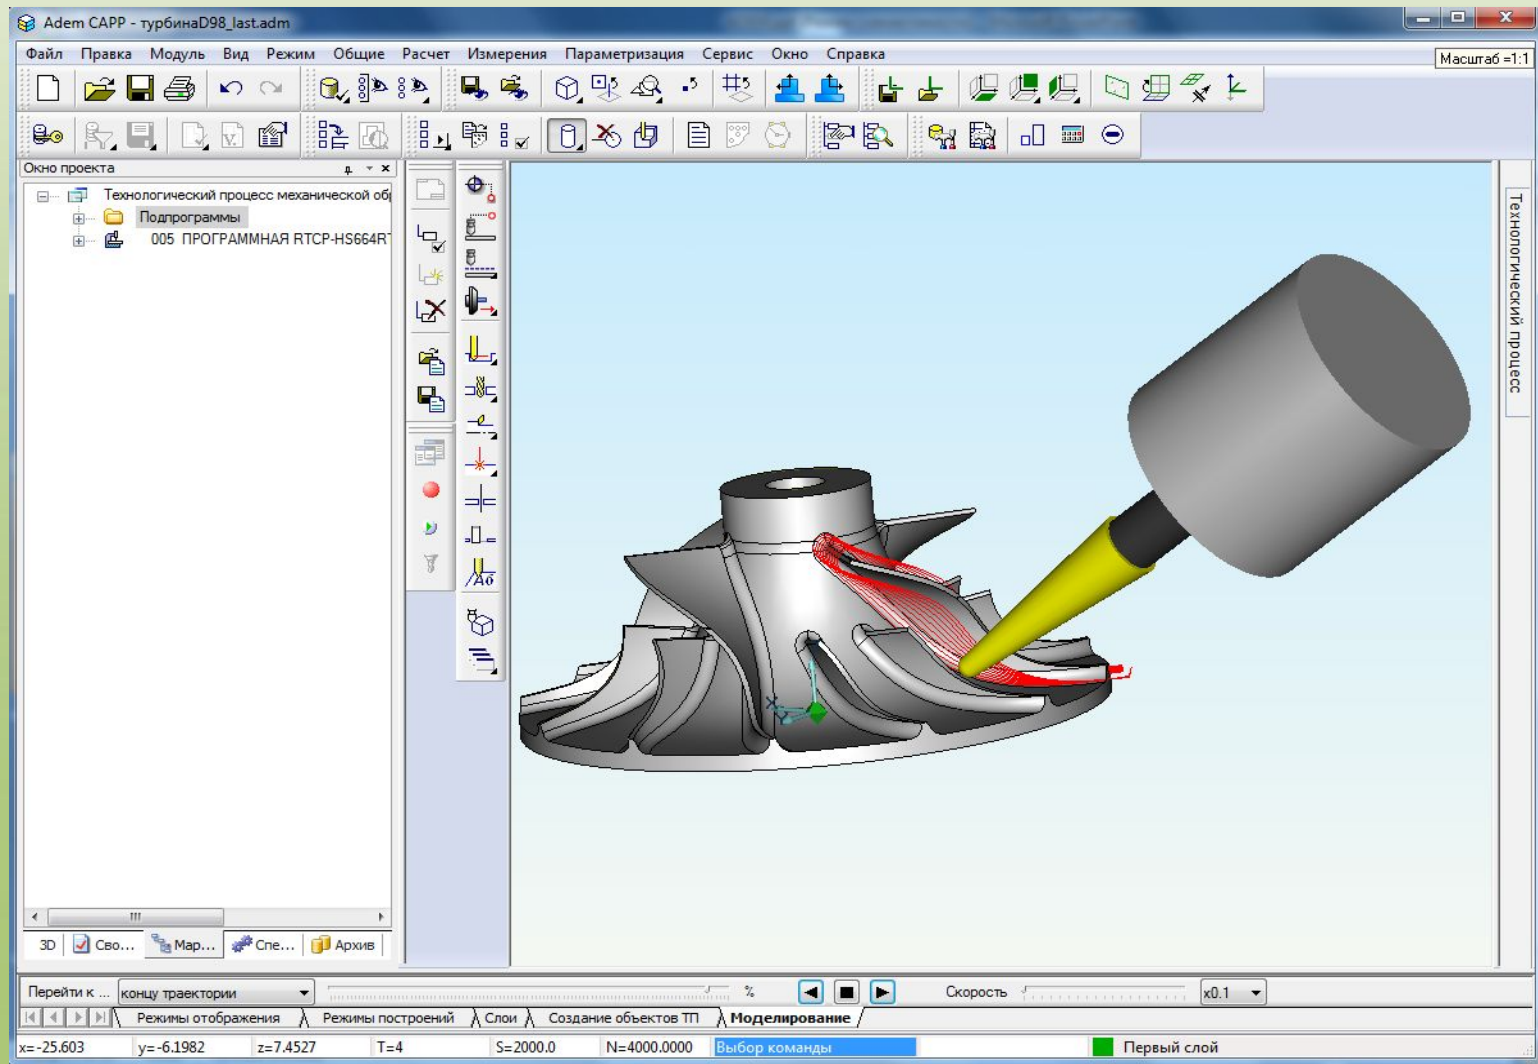 Adem CAPP - турбинаD98_last.adm
Файл Правка Модуль Вид Режим Общие Расчет Измерения Параметризация Сервис Окно Справка
Масштаб =1:1
Окно проекта
Технологический процесс механической об
Подпрограммы
005 ПРОГРАММНАЯ RTCP-HS664R
Технологический процесс
3D Сво... Мар... Спе... Архив
Перейти к ... концу траектории % Скорость x0.1
Режимы отображения Режимы построений Слои Создание объектов ТП Моделирование
x=-25.603 y=-6.1982 z=7.4527 T=4 S=2000.0 N=4000.0000 Выбор команды Первый слой